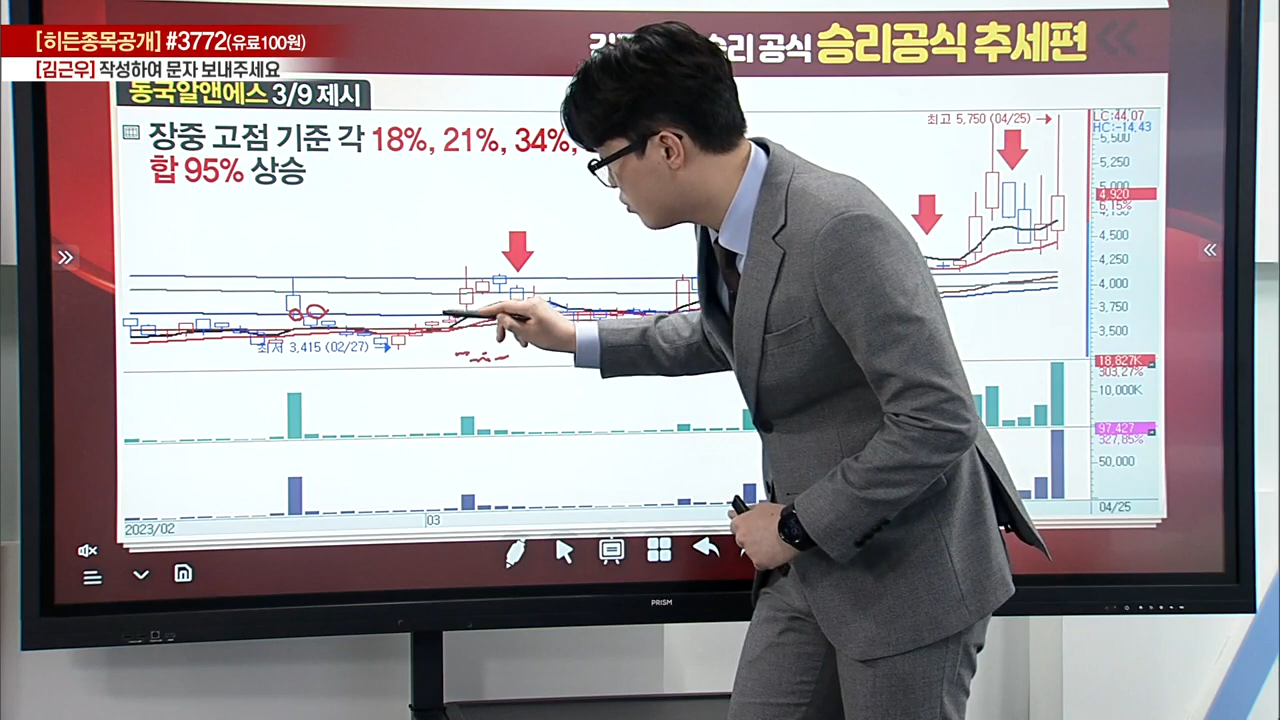 [히든종목공개] #3772(유료100원)
[김근우] 작성하여 문자 보내주세요
승리 공식 승리공식 추세편
동국알앤에스 3/9 제시
장중 고점 기준 각 18%, 21%, 34%,
합 95% 상승
최고 5,750 (04/25)
LC:44.07
HC:-14.43
5,500
5,250
5,000
4,920
6.15%
4,750
4,500
4,250
4,000
3,750
3,500
최저 3,415 (02/27)
18,827K
303.27%
10,000K
97,427
327.85%
50,000
2023/02
03
04/25
PRISM